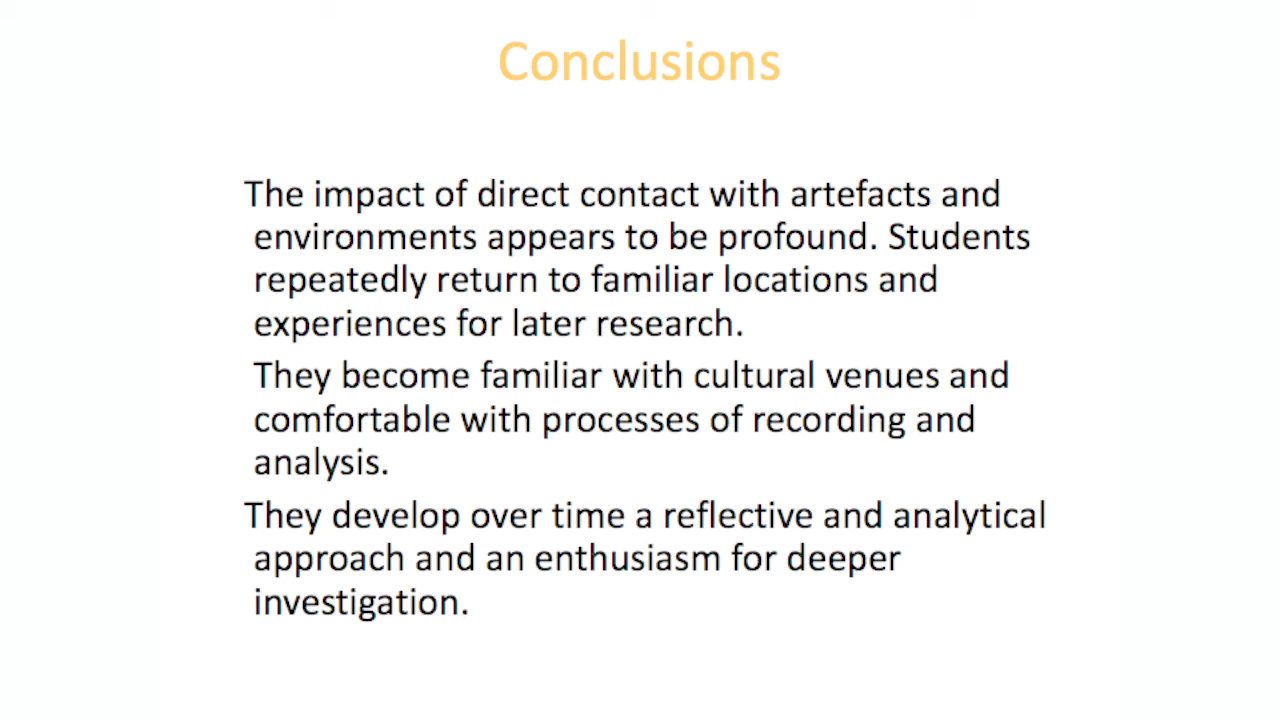 Conclusions
The impact of direct contact with artefacts and
environments appears to be profound. Students
repeatedly return to familiar locations and
experiences for later research.
They become familiar with cultural venues and
comfortable with processes of recording and
analysis.
They develop over time a reflective and analytical
approach and an enthusiasm for deeper
investigation.